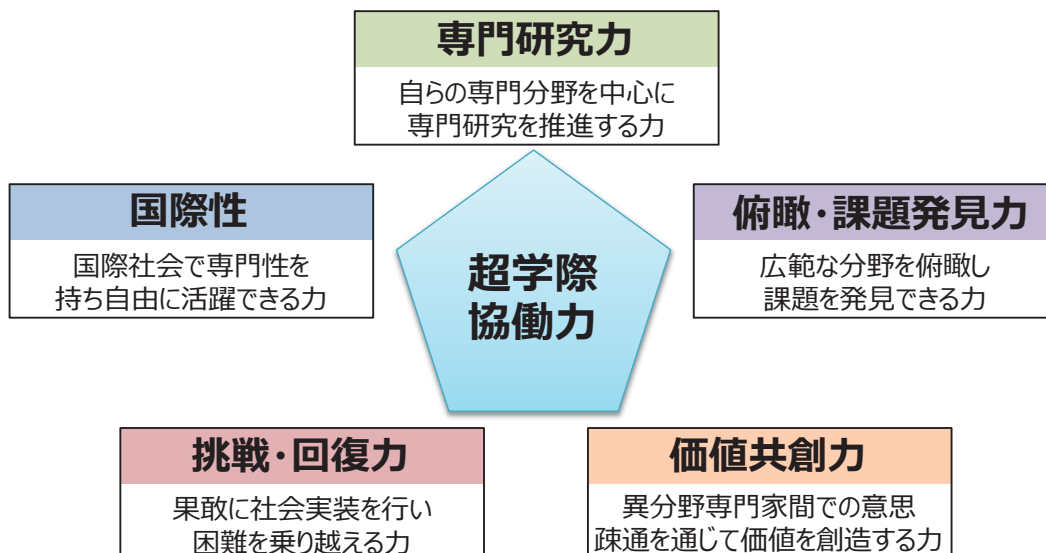 専門研究力
自らの専門分野を中心に
専門研究を推進する力
国際性
国際社会で専門性を
持ち自由に活躍できる力
俯瞰・課題発見力
広範な分野を俯瞰し
課題を発見できる力
超学際
協働力
挑戦・回復力
果敢に社会実装を行い
困難を乗り越える力
価値共創力
異分野専門家間での意思
疎通を通じて価値を創造する力